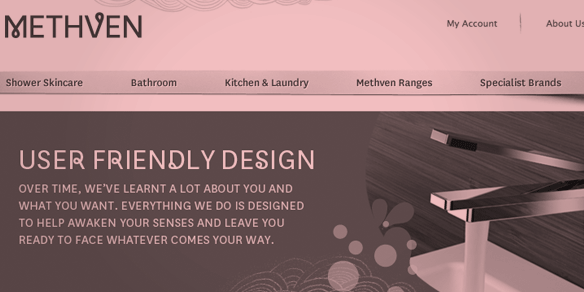 METHVEN
My Account
About Us
Shower Skincare Bathroom Kitchen & Laundry Methven Ranges Specialist Brands
USER FRIENDLY DESIGN
OVER TIME, WE'VE LEARNT A LOT ABOUT YOU AND
WHAT YOU WANT. EVERYTHING WE DO IS DESIGNED
TO HELP AWAKEN YOUR SENSES AND LEAVE YOU
READY TO FACE WHATEVER COMES YOUR WAY.